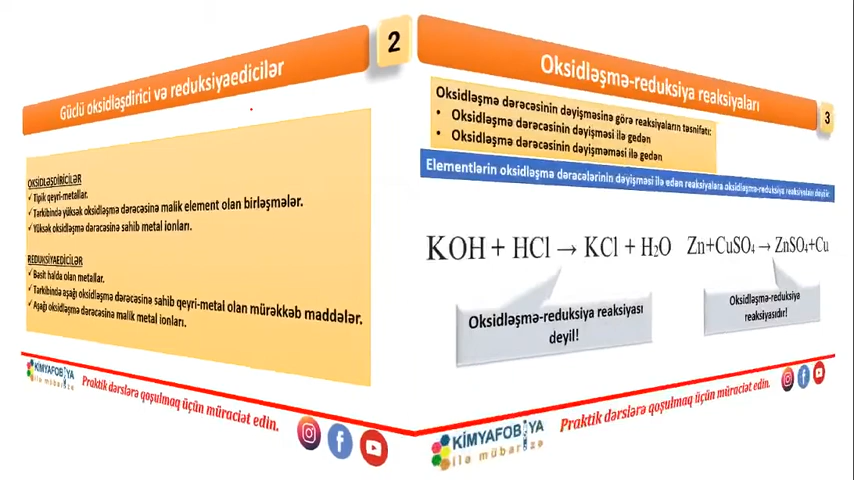 2
Güclü oksidləşdirici və reduksiyaedicilər
OKSİDLƏŞDİRİCİLƏR
✓Tipik qeyri-metallar.
✓Tərkibində yüksək oksidləşmə dərəcəsinə malik element olan birləşmələr.
✓Yüksək oksidləşmə dərəcəsinə sahib metal ionları.
REDUKSİYAEDİCİLƏR
✓Bəsit halda olan metallar.
✓Tərkibində aşağı oksidləşmə dərəcəsinə sahib qeyri-metal olan mürəkkəb maddələr.
✓Aşağı oksidləşmə dərəcəsinə malik metal ionları.
KİMYAFOBİYA
ilə mübarizə
Praktik dərslərə qoşulmaq üçün müraciət edin.
Oksidləşmə-reduksiya reaksiyaları
3
Oksidləşmə dərəcəsinin dəyişməsinə görə reaksiyaların təsnifatı:
• Oksidləşmə dərəcəsinin dəyişməsi ilə gedən
• Oksidləşmə dərəcəsinin dəyişməməsi ilə gedən
Elementlərin oksidləşmə dərəcələrinin dəyişməsi ilə edən reaksiyalara oksidləşmə-reduksiya reaksiyaları deyilir.
KOH + HCl → KCl + H₂O Zn+CuSO₄→ ZnSO₄+Cu
Oksidləşmə-reduksiya reaksiyası
deyil!
Oksidləşmə-reduksiya
reaksiyasıdır!
KİMYAFOBİYA
ilə mübarizə
Praktik dərslərə qoşulmaq üçün müraciət edin.